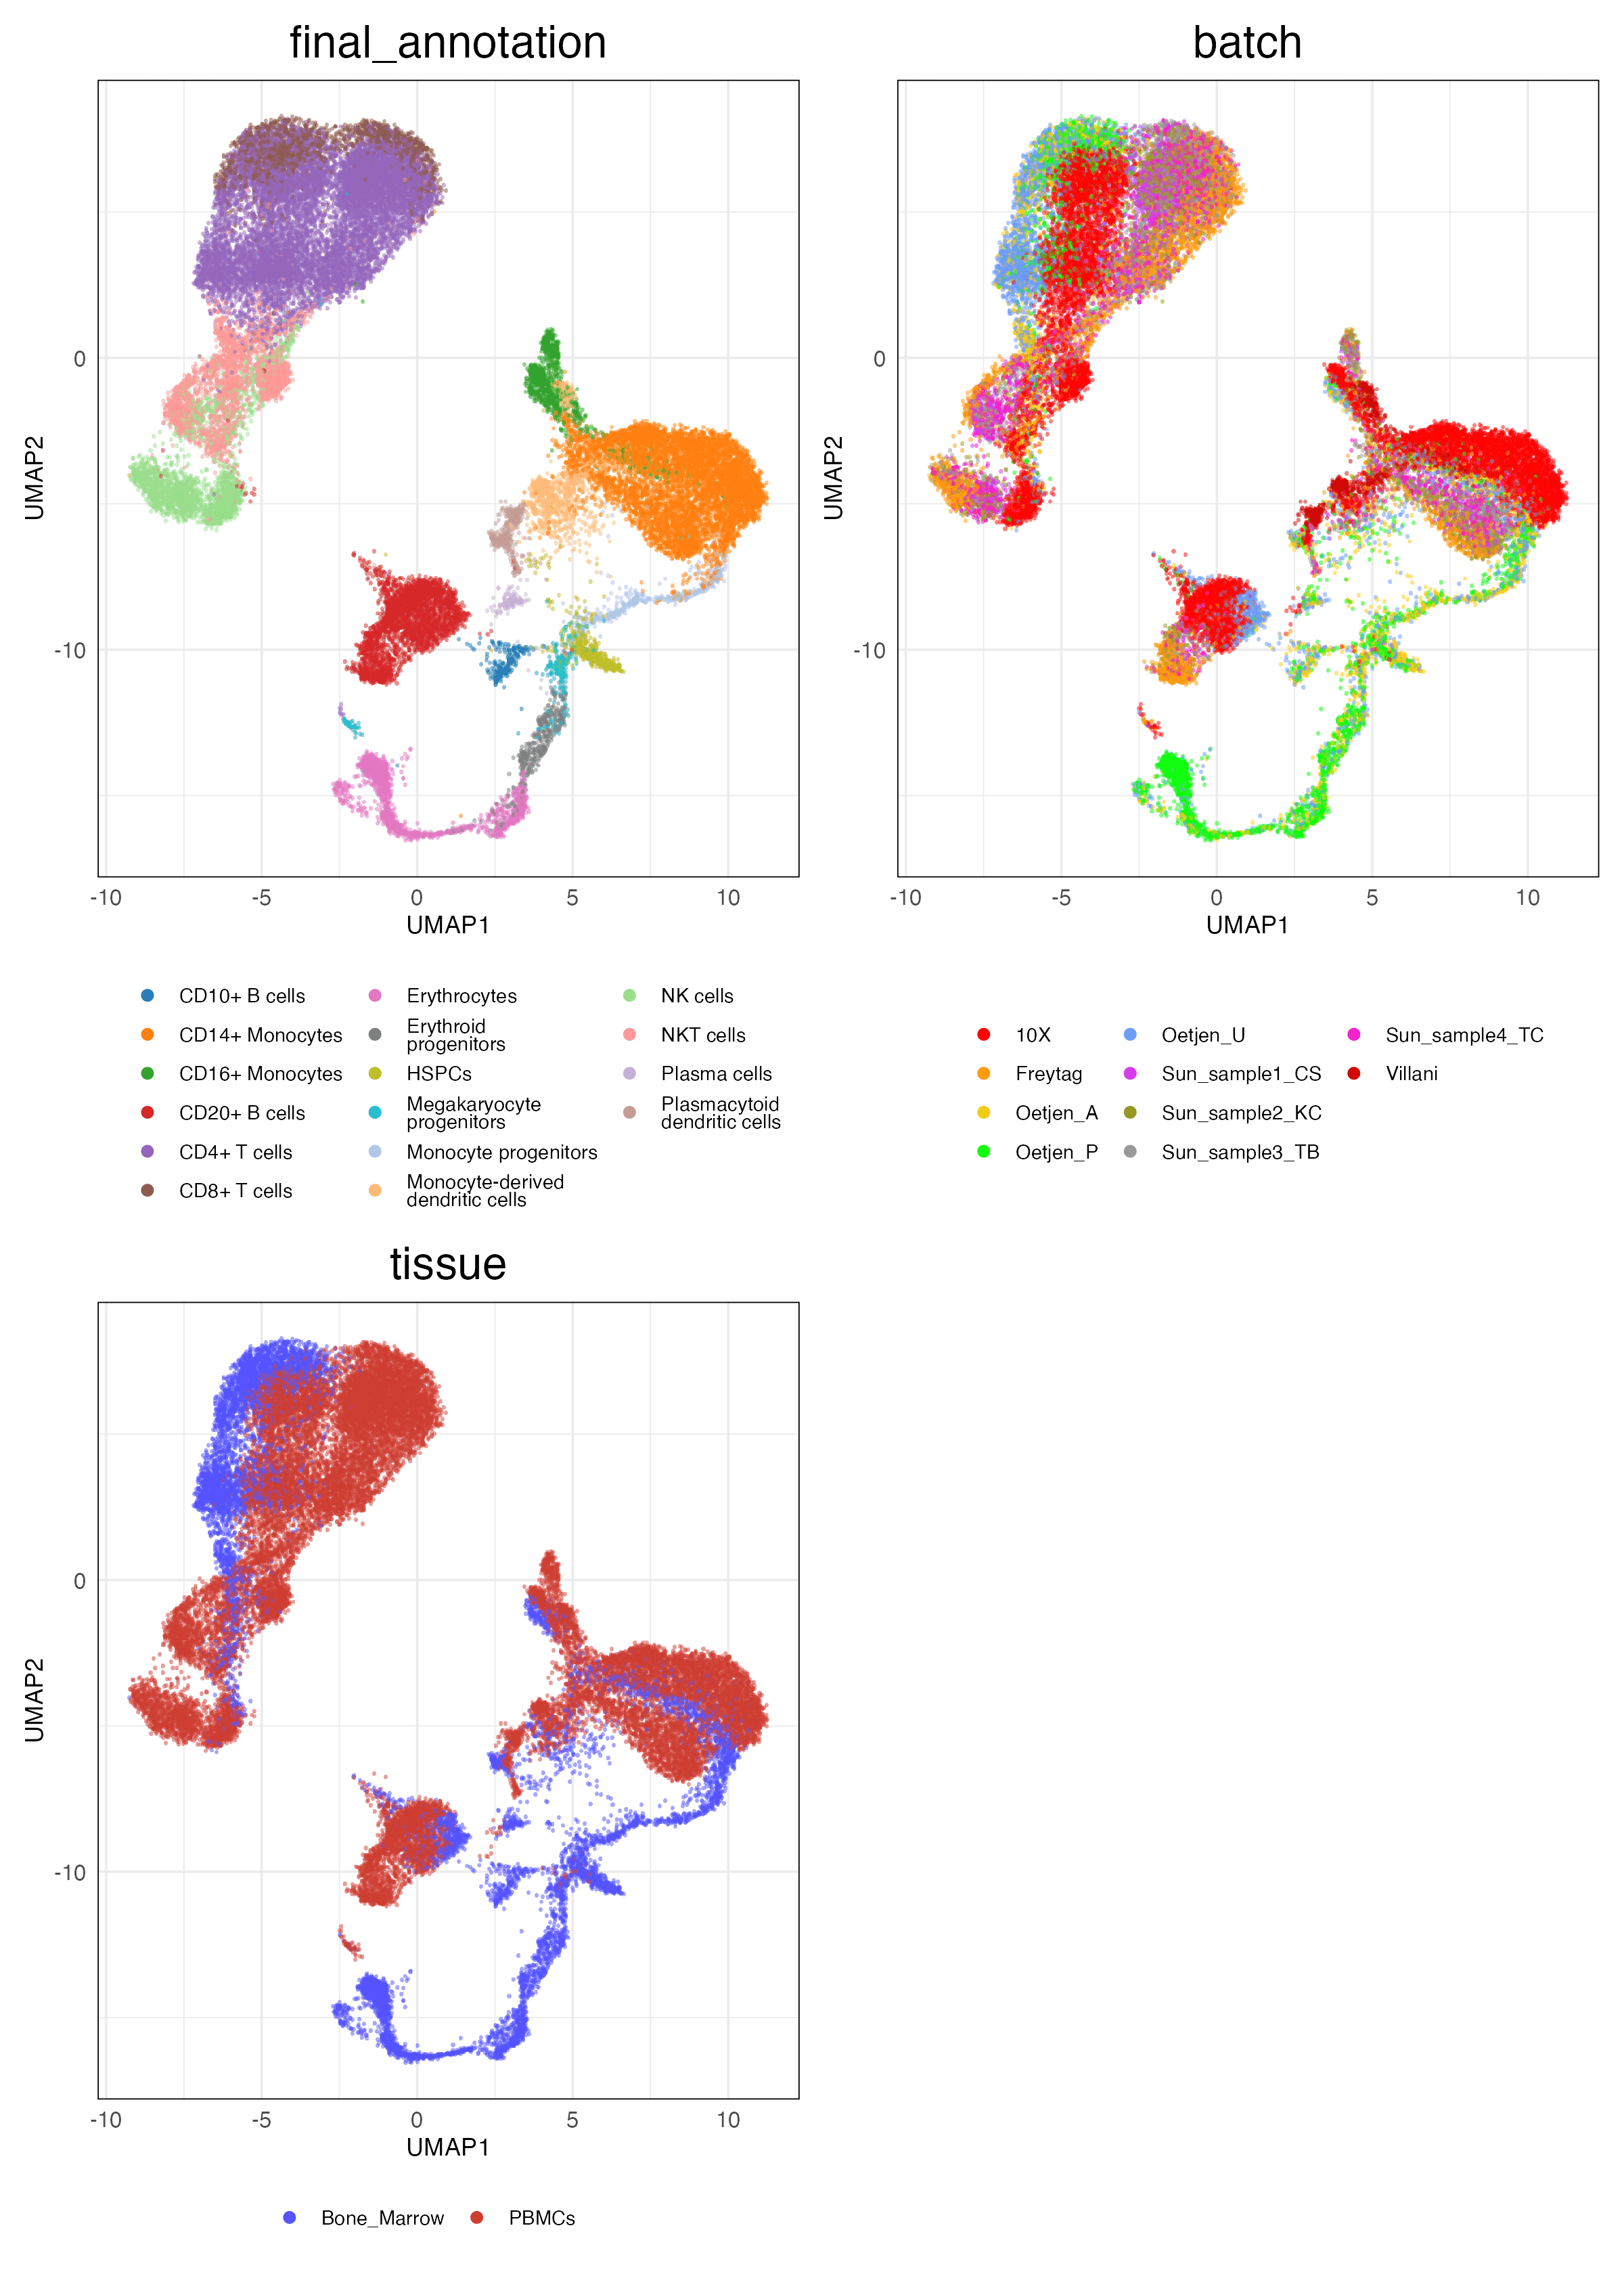 final_annotation
batch
UMAP2
0
-10
-10
-5
0
5
10
UMAP1
UMAP2
0
-10
-10
-5
0
5
10
UMAP1
CD10+ B cells
CD14+ Monocytes
CD16+ Monocytes
CD20+ B cells
CD4+ T cells
CD8+ T cells
Erythrocytes
Erythroid
progenitors
HSPCs
Megakaryocyte
progenitors
Monocyte progenitors
Monocyte-derived
dendritic cells
NK cells
NKT cells
Plasma cells
Plasmacytoid
dendritic cells
10X
Freytag
Oetjen_A
Oetjen_P
Oetjen_U
Sun_sample1_CS
Sun_sample2_KC
Sun_sample3_TB
Sun_sample4_TC
Villani
tissue
UMAP2
0
-10
-10
-5
0
5
10
UMAP1
Bone_Marrow
PBMCs